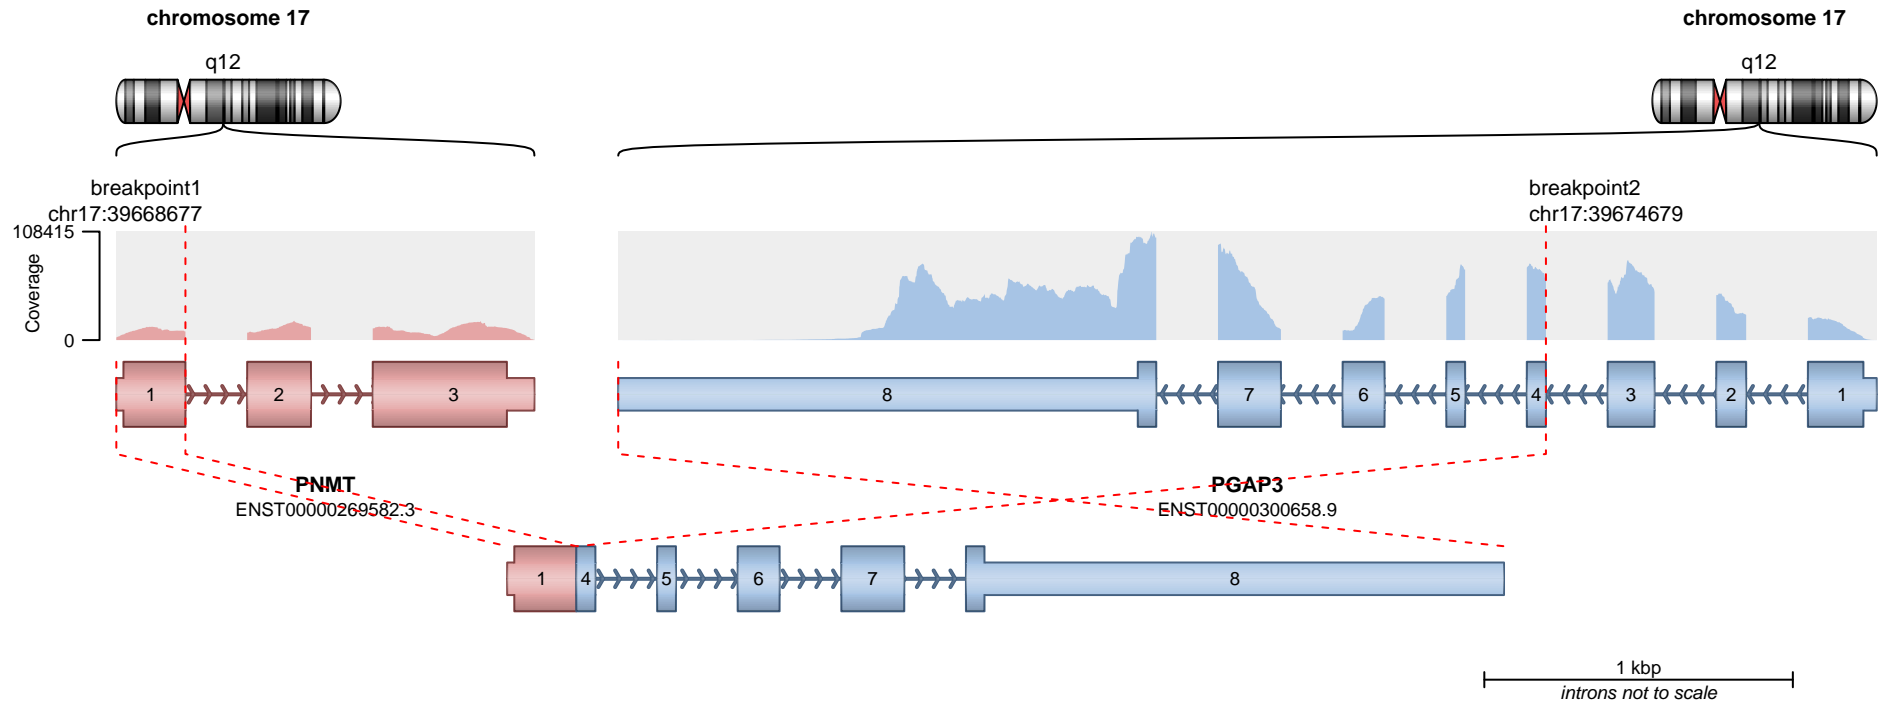 chromosome 17
chromosome 17
q12
q12
breakpoint1
chr17:39668677
breakpoint2
chr17:39674679
108415
Coverage
0
1
2
3
8
7
6
5
4
3
2
1
PNMT
ENST00000269582.3
PGAP3
ENST00000300658.9
1
4
5
6
7
8
1 kbp
introns not to scale